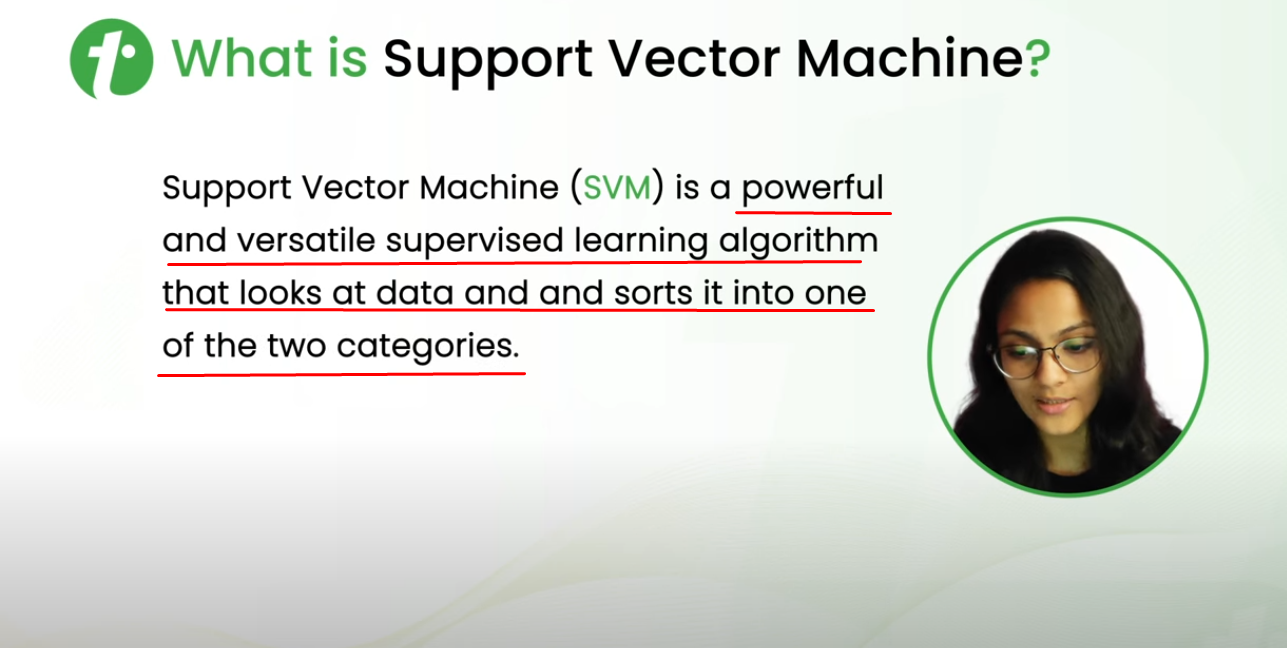 What is Support Vector Machine?
Support Vector Machine (SVM) is a powerful
and versatile supervised learning algorithm
that looks at data and and sorts it into one
of the two categories.